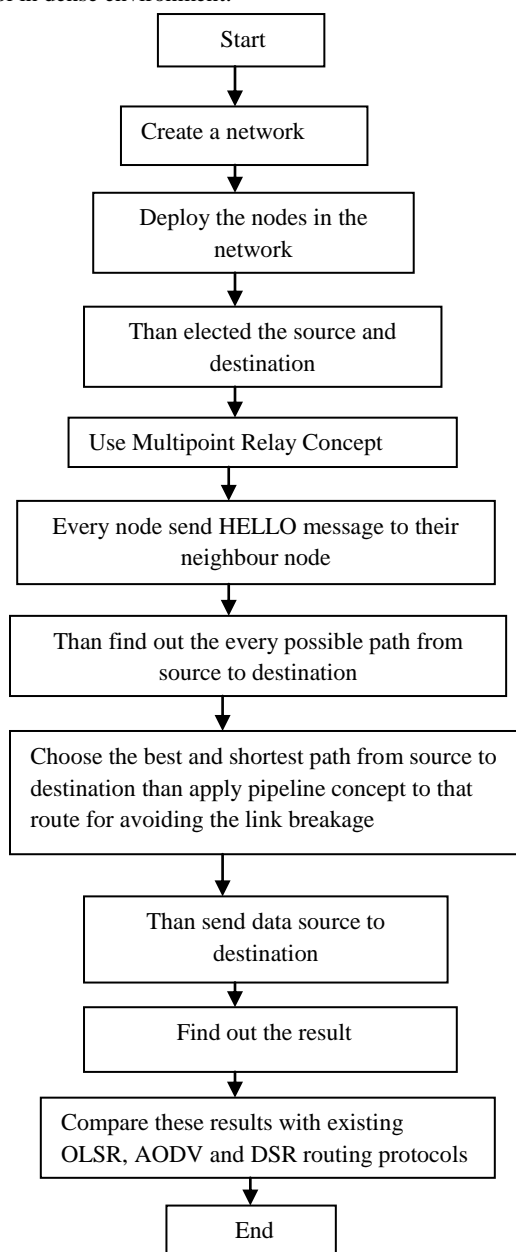 in dense environment.
Start
Create a network
Deploy the nodes in the
network
Than elected the source and
destination
Use Multipoint Relay Concept
Every node send HELLO message to their
neighbour node
Than find out the every possible path from
source to destination
Choose the best and shortest path from source to
destination than apply pipeline concept to that
route for avoiding the link breakage
Than send data source to
destination
Find out the result
Compare these results with existing
OLSR, AODV and DSR routing protocols
End